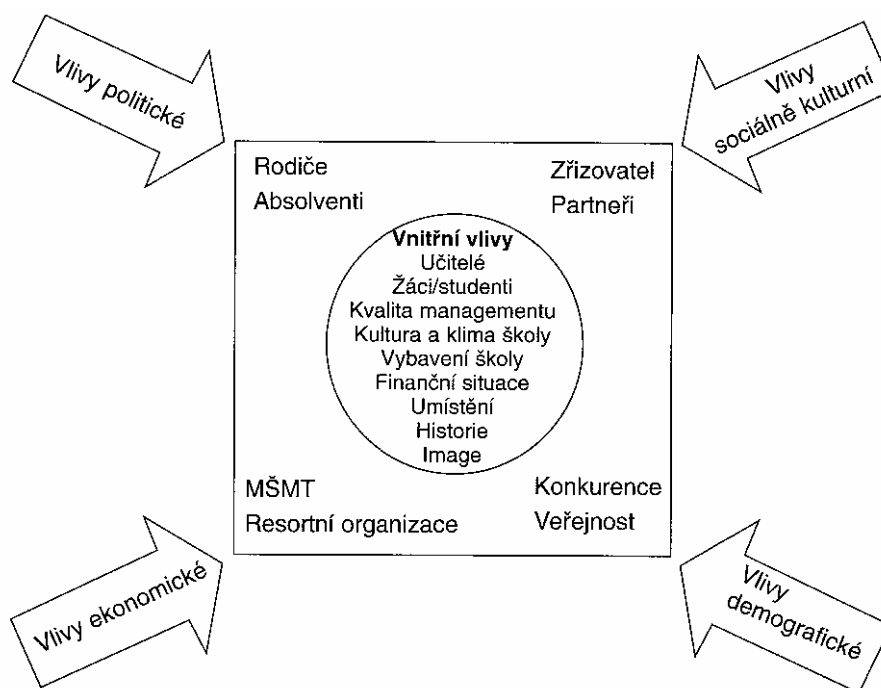 Vlivy politické
Vlivy
sociálně kulturní
Rodiče
Absolventi
Zřizovatel
Partneři
Vnitřní vlivy
Učitelé
Žáci/studenti
Kvalita managementu
Kultura a klima školy
Vybavení školy
Finanční situace
Umístění
Historie
Image
MŠMT
Resortní organizace
Konkurence
Veřejnost
Vlivy ekonomické
Vlivy
demografické